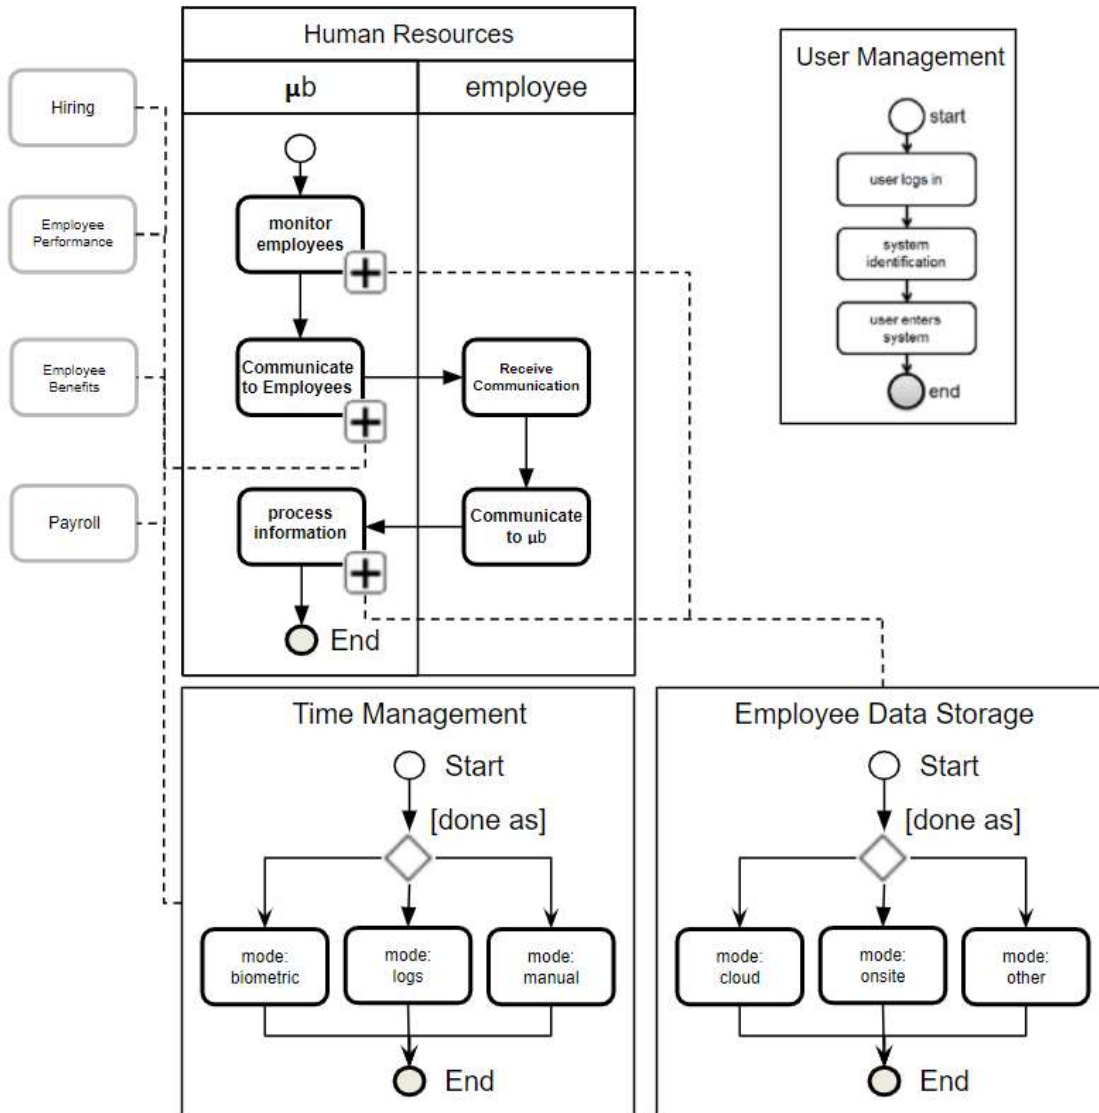 Human Resources
μb
employee
Hiring
Employee
Performance
Employee
Benefits
Payroll
monitor
employees
Communicate
to Employees
Receive
Communication
process
information
Communicate
to μb
End
User Management
start
user logs in
system
identification
user enters
system
end
Time Management
Start
[done as]
mode:
biometric
mode:
logs
mode:
manual
End
Employee Data Storage
Start
[done as]
mode:
cloud
mode:
onsite
mode:
other
End